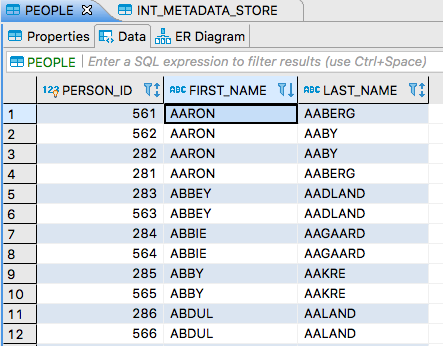 PEOPLE INT_METADATA_STORE
Properties Data ER Diagram
PEOPLE Enter a SQL expression to filter results (use Ctrl+Space)
123 PERSON_ID ABC FIRST_NAME ABC LAST_NAME
1 561 AARON AABERG
2 562 AARON AABY
3 282 AARON AABY
4 281 AARON AABERG
5 283 ABBEY AADLAND
6 563 ABBEY AADLAND
7 284 ABBIE AAGAARD
8 564 ABBIE AAGAARD
9 285 ABBY AAKRE
10 565 ABBY AAKRE
11 286 ABDUL AALAND
12 566 ABDUL AALAND